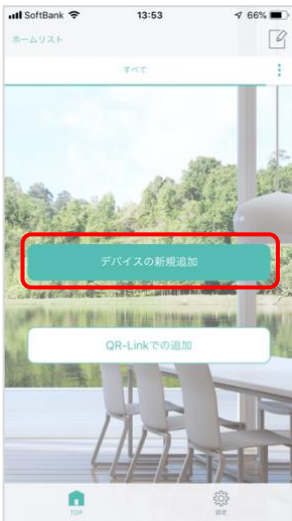 SoftBank 13:53 66%
ホームリスト
すべて
デバイスの新規追加
QR-Linkでの追加
TOP 設定